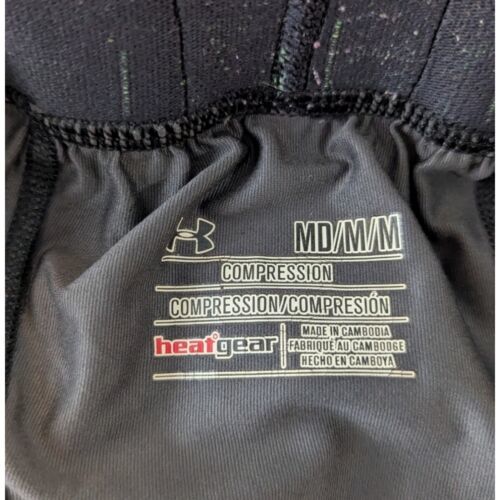 MD/M/M
COMPRESSION
COMPRESSION/COMPRESIÓN
heatgear
MADE IN CAMBODIA
FABRIQUÉ AU CAMBODGE
HECHO EN CAMBOYA